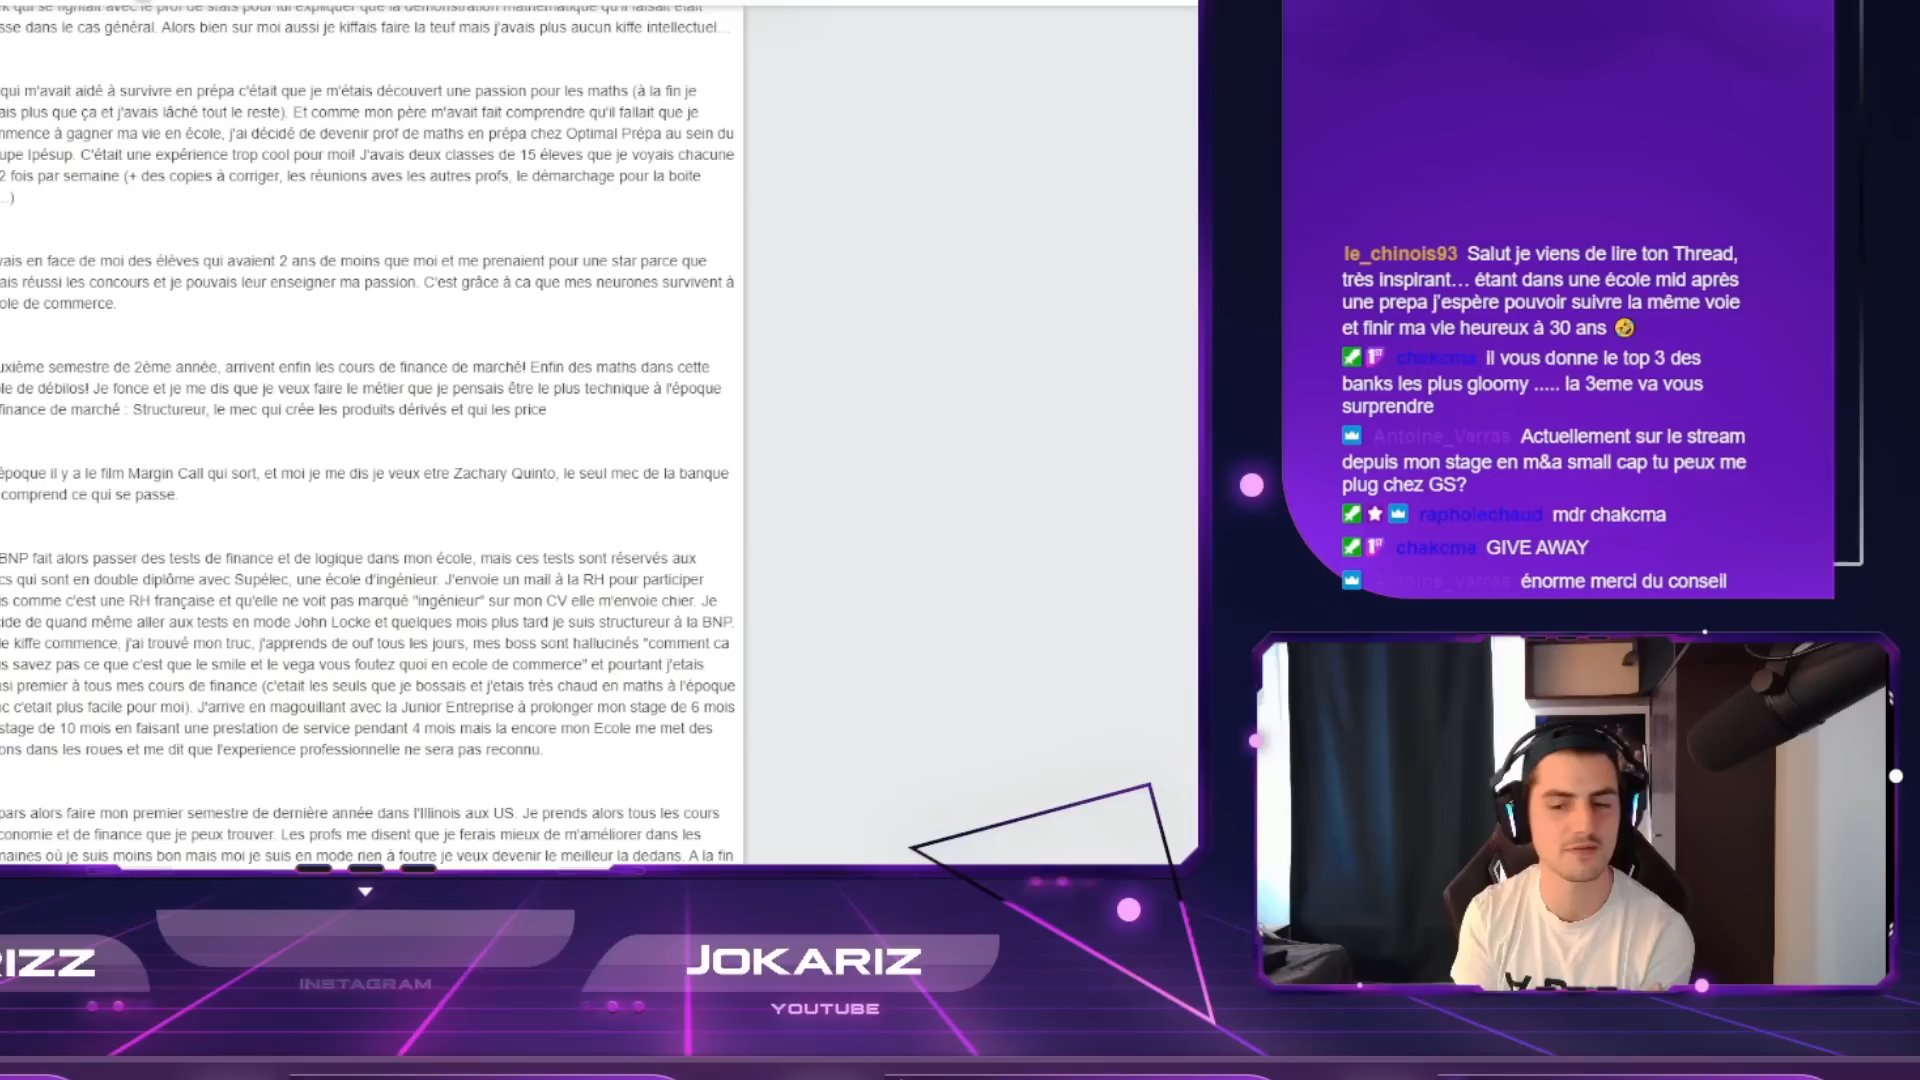 qui se lightait avec le prof de stats pour lui expliquer que la démonstration mathématique qu'il faisait était
sse dans le cas général. Alors bien sur moi aussi je kiffais faire la teuf mais j'avais plus aucun kiffe intellectuel...
qui m'avait aidé à survivre en prépa c'était que je m'étais découvert une passion pour les maths (à la fin je
ais plus que ça et j'avais lâché tout le reste). Et comme mon père m'avait fait comprendre qu'il fallait que je
mmence à gagner ma vie en école, j'ai décidé de devenir prof de maths en prépa chez Optimal Prépa au sein du
upe Ipésup. C'était une expérience trop cool pour moi! J'avais deux classes de 15 éleves que je voyais chacune
2 fois par semaine (+ des copies à corriger, les réunions aves les autres profs, le démarchage pour la boite
...)
vais en face de moi des élèves qui avaient 2 ans de moins que moi et me prenaient pour une star parce que
ais réussi les concours et je pouvais leur enseigner ma passion. C'est grâce à ca que mes neurones survivent à
ole de commerce.
uxième semestre de 2ème année, arrivent enfin les cours de finance de marché! Enfin des maths dans cette
le de débilos! Je fonce et je me dis que je veux faire le métier que je pensais être le plus technique à l'époque
finance de marché : Structureur, le mec qui crée les produits dérivés et qui les price
époque il y a le film Margin Call qui sort, et moi je me dis je veux etre Zachary Quinto, le seul mec de la banque
comprend ce qui se passe.
BNP fait alors passer des tests de finance et de logique dans mon école, mais ces tests sont réservés aux
cs qui sont en double diplôme avec Supélec, une école d'ingénieur. J'envoie un mail à la RH pour participer
is comme c'est une RH française et qu'elle ne voit pas marqué "ingénieur" sur mon CV elle m'envoie chier. Je
cide de quand même aller aux tests en mode John Locke et quelques mois plus tard je suis structureur à la BNP.
le kiffe commence, j'ai trouvé mon truc, j'apprends de ouf tous les jours, mes boss sont hallucinés "comment ca
s savez pas ce que c'est que le smile et le vega vous foutez quoi en ecole de commerce" et pourtant j'etais
si premier à tous mes cours de finance (c'etait les seuls que je bossais et j'etais très chaud en maths à l'époque
c c'etait plus facile pour moi). J'arrive en magouillant avec la Junior Entreprise à prolonger mon stage de 6 mois
stage de 10 mois en faisant une prestation de service pendant 4 mois mais la encore mon Ecole me met des
ons dans les roues et me dit que l'experience professionnelle ne sera pas reconnu.
pars alors faire mon premier semestre de dernière année dans l'Illinois aux US. Je prends alors tous les cours
conomie et de finance que je peux trouver. Les profs me disent que je ferais mieux de m'améliorer dans les
maines où je suis moins bon mais moi je suis en mode rien à foutre je veux devenir le meilleur la dedans. A la fin
le_chinois93 Salut je viens de lire ton Thread,
très inspirant... étant dans une école mid après
une prepa j'espère pouvoir suivre la même voie
et finir ma vie heureux à 30 ans 🤣
chakcma il vous donne le top 3 des
banks les plus gloomy ..... la 3eme va vous
surprendre
Antoine_Varras Actuellement sur le stream
depuis mon stage en m&a small cap tu peux me
plug chez GS?
rapholechaud mdr chakcma
chakcma GIVE AWAY
Antoine_Varras énorme merci du conseil
IZZ
INSTAGRAM
JOKARIZ
YOUTUBE